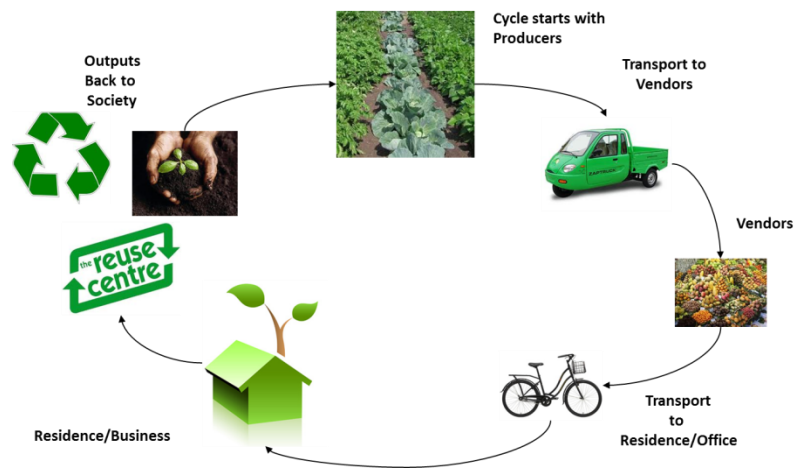 Cycle starts with
Producers
Transport to
Vendors
Vendors
Transport
to
Residence/Office
Residence/Business
the reuse
centre
Outputs
Back to
Society